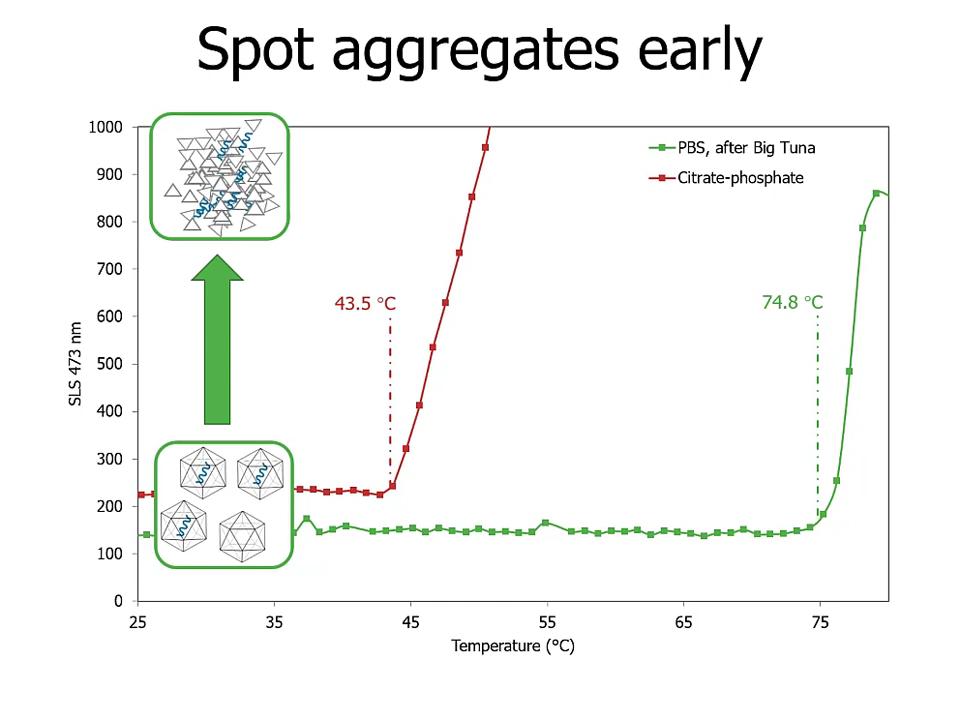 Spot aggregates early
1000
900
800
700
600
500
400
300
200
100
0
SLS 473 nm
PBS, after Big Tuna
Citrate-phosphate
43.5 °C
74.8 °C
25
35
45
55
65
75
Temperature (°C)